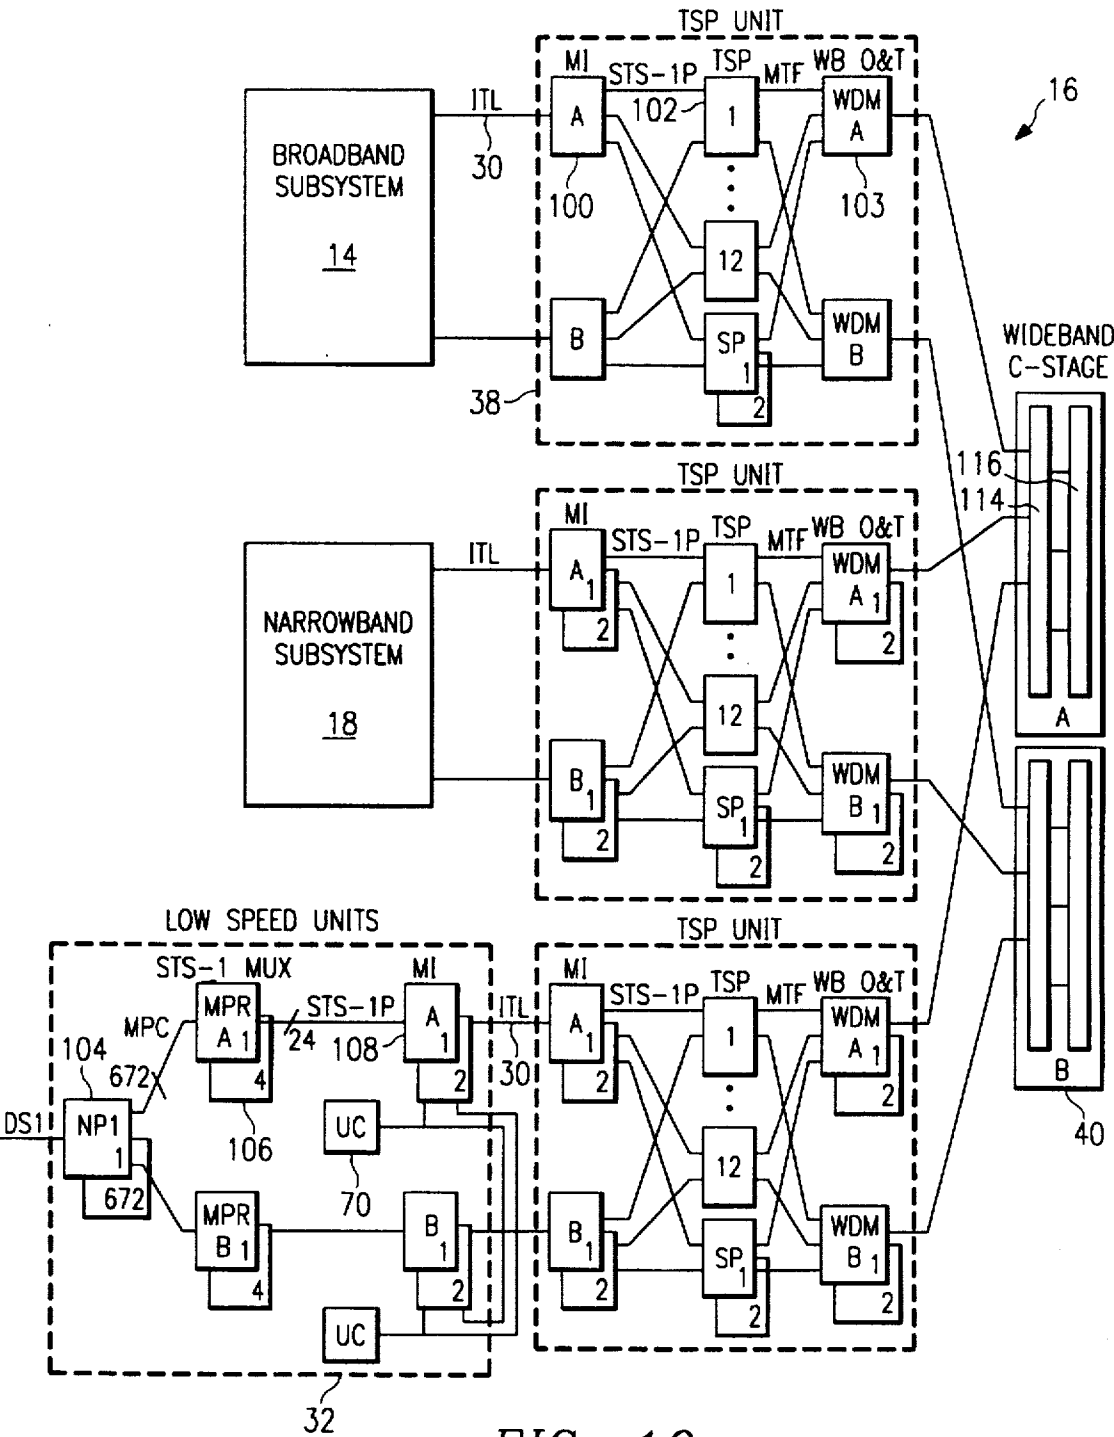 TSP UNIT
MI
TSP
WB O&T
STS-1P
MTF
16
ITL
A
102
1
WDM
A
30
100
103
BROADBAND
SUBSYSTEM
14
12
B
SP
1
2
WDM
B
38
WIDEBAND
C-STAGE
116
114
A
TSP UNIT
MI
TSP
WB O&T
STS-1P
MTF
ITL
A 1
2
1
WDM
A 1
2
NARROWBAND
SUBSYSTEM
18
12
B 1
2
SP 1
2
WDM
B 1
2
B
40
LOW SPEED UNITS
STS-1 MUX
MI
TSP UNIT
MI
TSP
WB O&T
MPR
A 1
4
STS-1P
24
A 1
2
ITL
30
A 1
2
STS-1P
1
MTF
WDM
A 1
2
MPC
104
672
108
DS1
NP1
1
672
106
UC
70
12
MPR
B 1
4
B 1
2
B 1
2
SP 1
2
WDM
B 1
2
UC
32